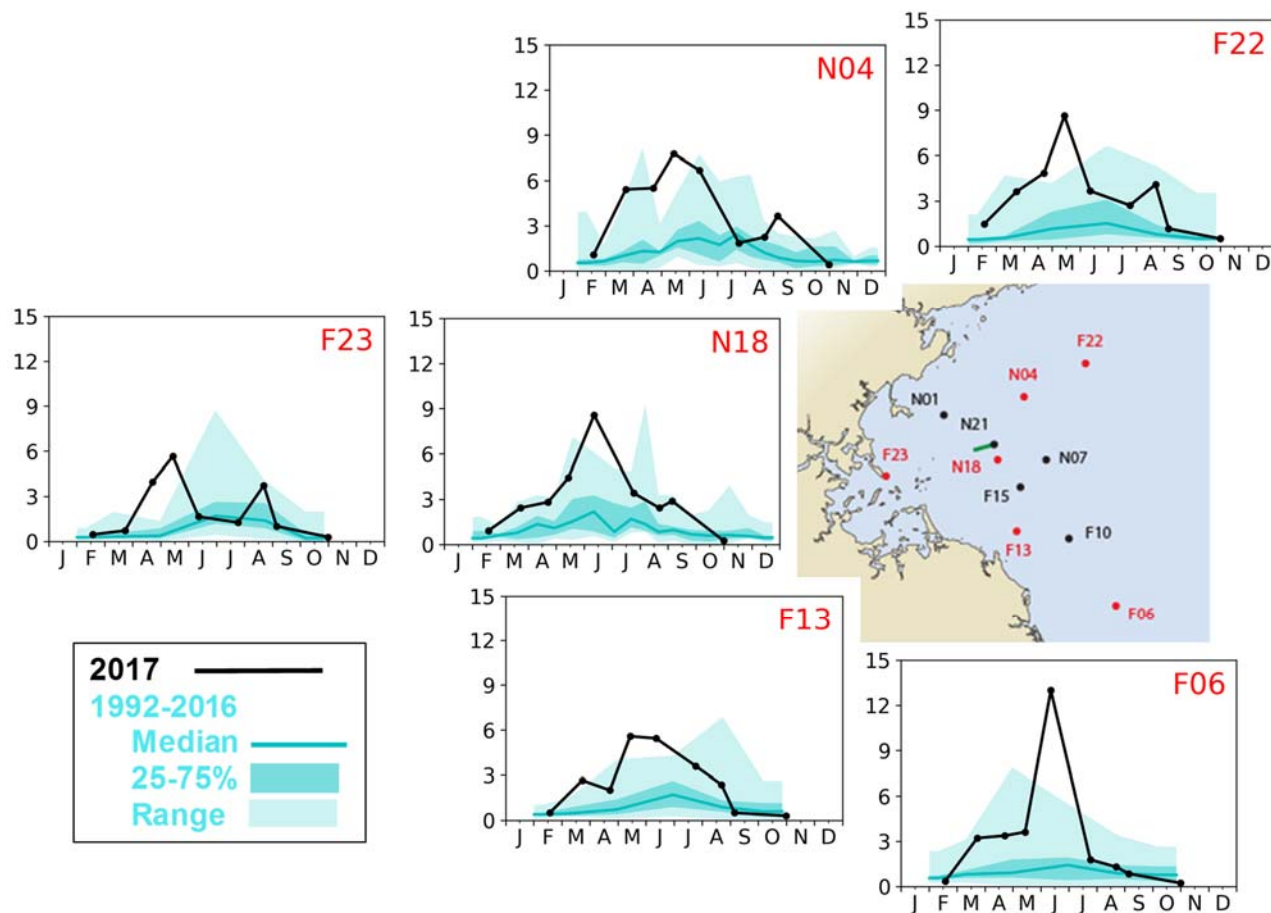 N04
15
12
9
6
3
0
J F M A M J J A S O N D
F22
15
12
9
6
3
0
J F M A M J J A S O N D
F23
15
12
9
6
3
0
J F M A M J J A S O N D
N18
15
12
9
6
3
0
J F M A M J J A S O N D
F22
N04
N01
N21
F23
N18
N07
F15
F13
F10
F06
2017
1992-2016
Median
25-75%
Range
F13
15
12
9
6
3
0
J F M A M J J A S O N D
F06
15
12
9
6
3
0
J F M A M J J A S O N D